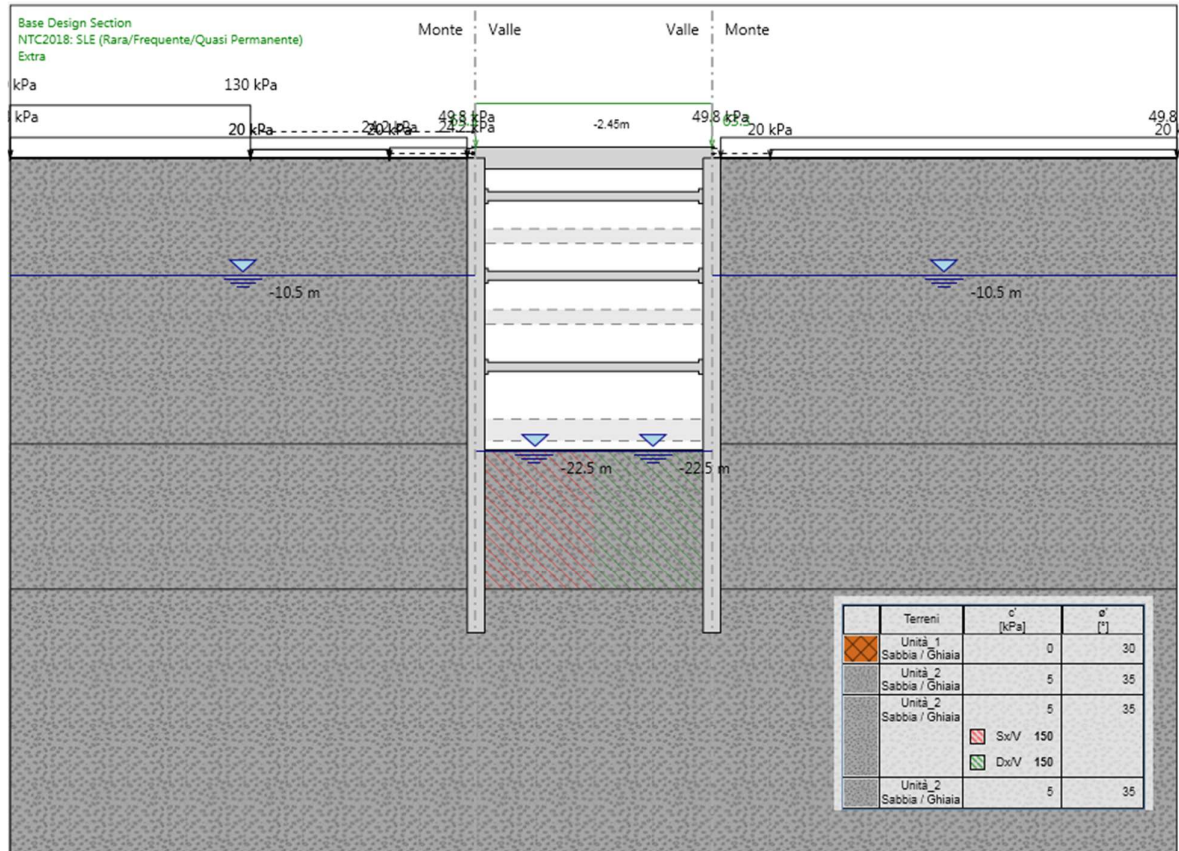 Base Design Section
NTC2018: SLE (Rara/Frequente/Quasi Permanente)
Extra
Monte Valle Valle Monte
kPa 130 kPa
kPa 49.8 kPa -2.45m 49.8 kPa 49.8
20 kPa 20 kPa 20 kPa 20
-10.5 m -10.5 m
-22.5 m -22.5 m
Terreni c' [kPa] ø' [°]
Unità_1
Sabbia / Ghiaia 0 30
Unità_2
Sabbia / Ghiaia 5 35
Unità_2
Sabbia / Ghiaia 5 35
Sx/V 150
Dx/V 150
Unità_2
Sabbia / Ghiaia 5 35